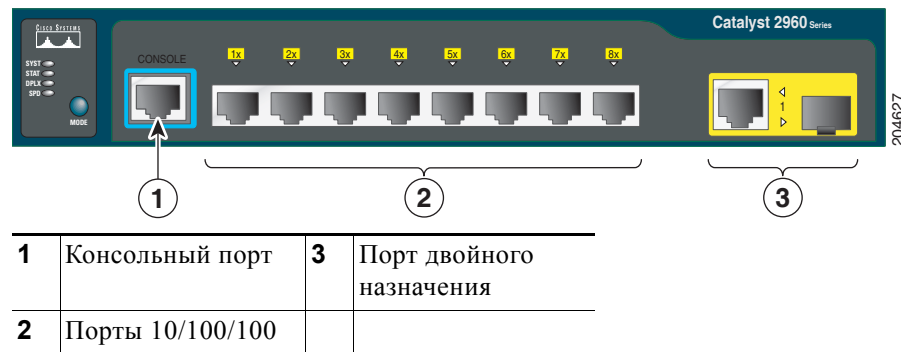 Cisco Systems
Catalyst 2960 Series
SYST
STAT
DPLX
SPD
MODE
CONSOLE
1x 2x 3x 4x 5x 6x 7x 8x
1
204627
1 2 3
1 Консольный порт 3 Порт двойного
назначения
2 Порты 10/100/100